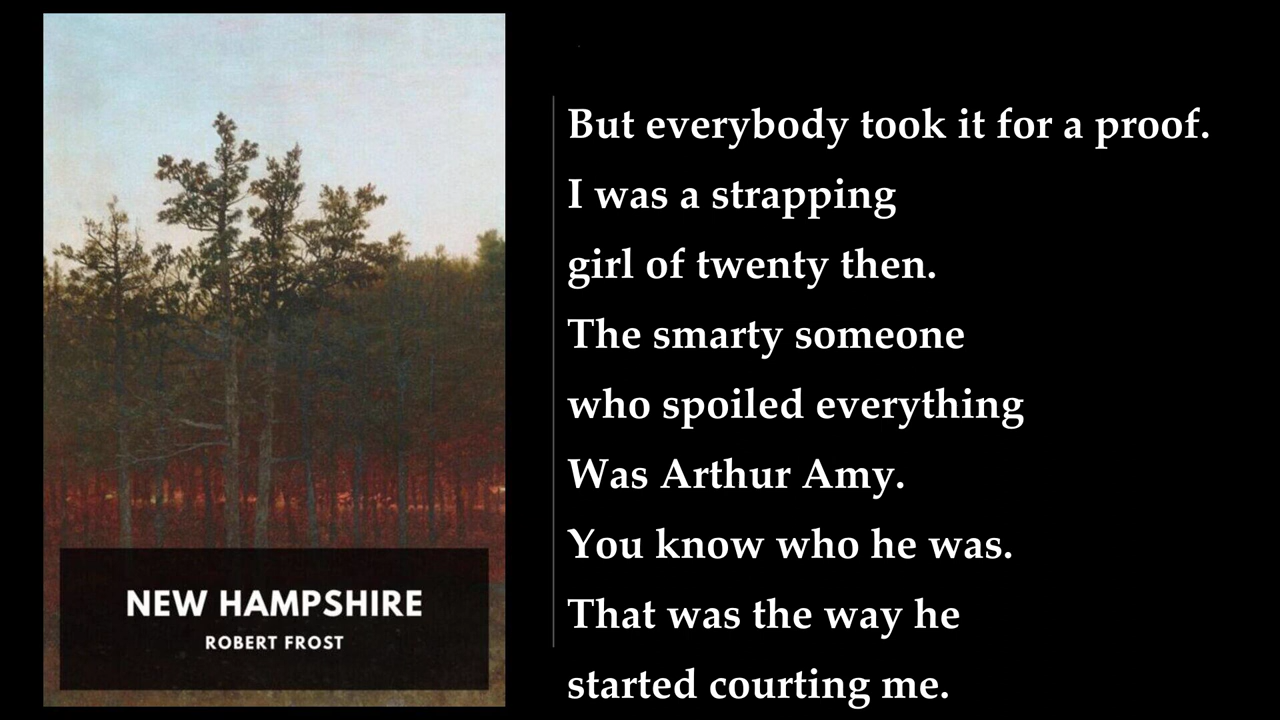 NEW HAMPSHIRE
ROBERT FROST
But everybody took it for a proof.
I was a strapping
girl of twenty then.
The smarty someone
who spoiled everything
Was Arthur Amy.
You know who he was.
That was the way he
started courting me.